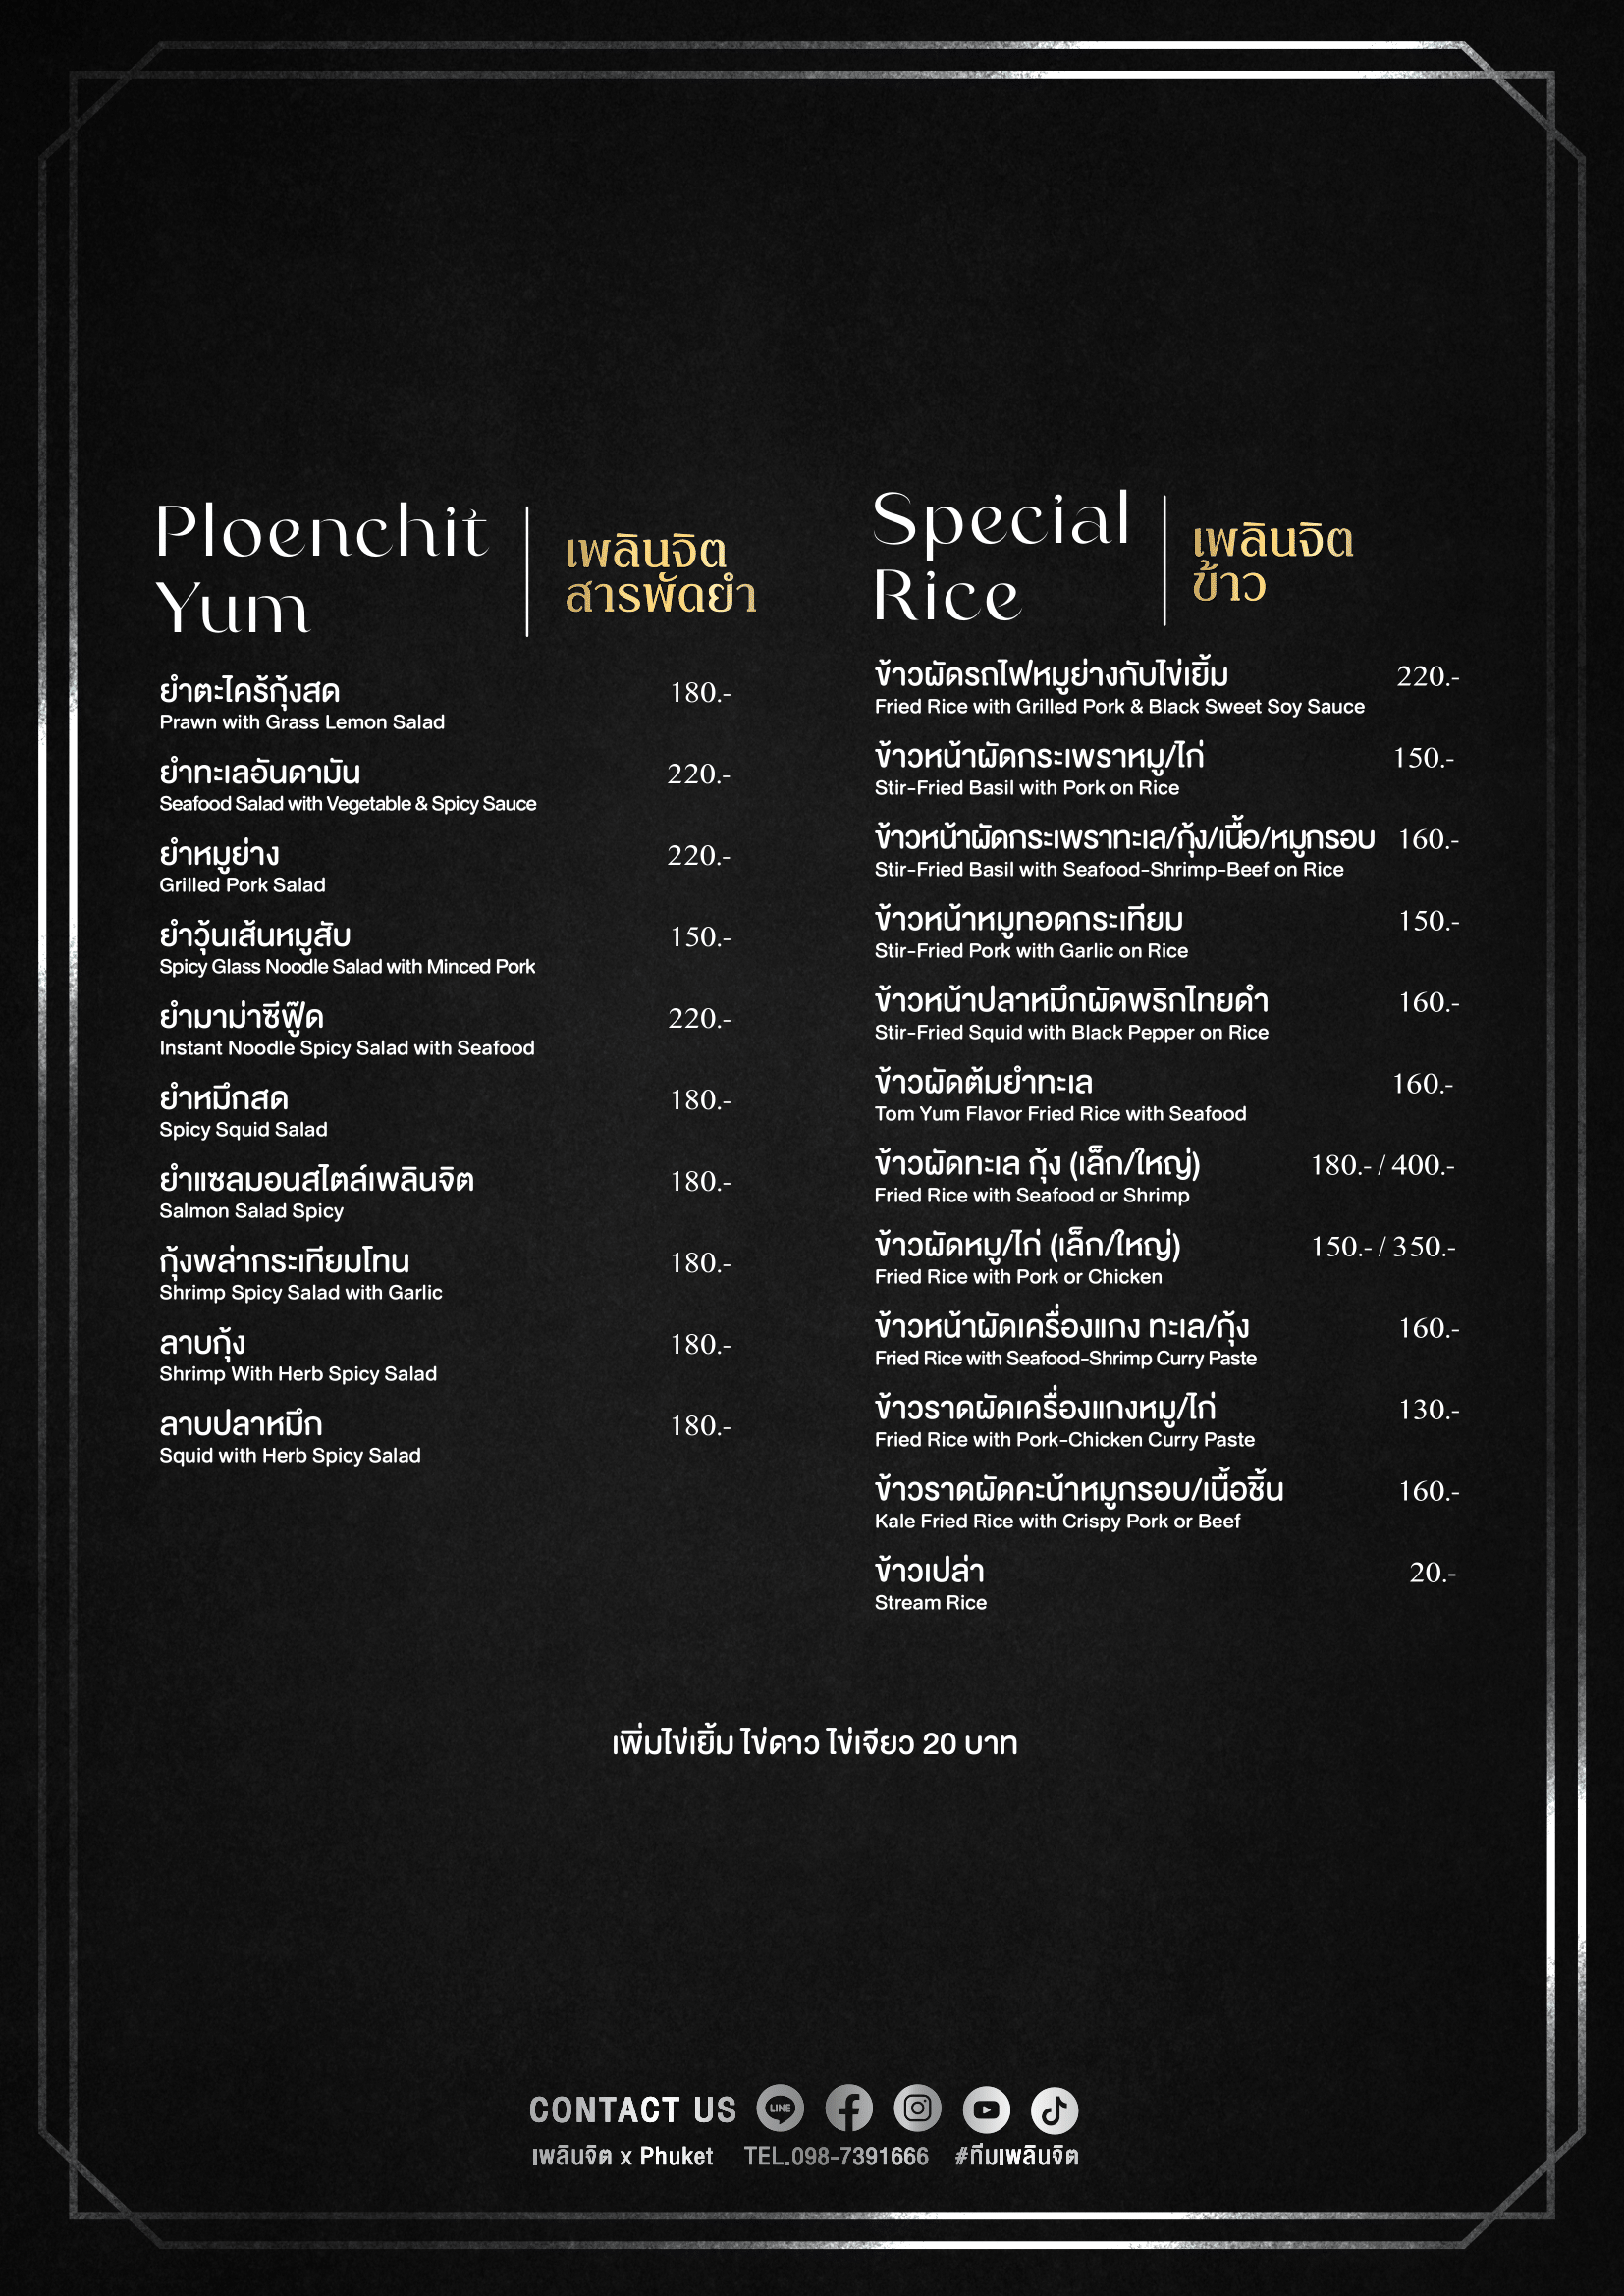 Ploenchit
Yum
เพลินจิต
สารพัดยำ
ยำตะไคร้กุ้งสด 180.-
Prawn with Grass Lemon Salad
ยำทะเลอันดามัน 220.-
Seafood Salad with Vegetable & Spicy Sauce
ยำหมูย่าง 220.-
Grilled Pork Salad
ยำวุ้นเส้นหมูสับ 150.-
Spicy Glass Noodle Salad with Minced Pork
ยำมาม่าซีฟู๊ด 220.-
Instant Noodle Spicy Salad with Seafood
ยำหมึกสด 180.-
Spicy Squid Salad
ยำแซลมอนสไตล์เพลินจิต 180.-
Salmon Salad Spicy
กุ้งพล่ากระเทียมโทน 180.-
Shrimp Spicy Salad with Garlic
ลาบกุ้ง 180.-
Shrimp With Herb Spicy Salad
ลาบปลาหมึก 180.-
Squid with Herb Spicy Salad
Special
Rice
เพลินจิต
ข้าว
ข้าวผัดรถไฟหมูย่างกับไข่เยิ้ม 220.-
Fried Rice with Grilled Pork & Black Sweet Soy Sauce
ข้าวหน้าผัดกระเพราหมู/ไก่ 150.-
Stir-Fried Basil with Pork on Rice
ข้าวหน้าผัดกระเพราทะเล/กุ้ง/เนื้อ/หมูกรอบ 160.-
Stir-Fried Basil with Seafood-Shrimp-Beef on Rice
ข้าวหน้าหมูทอดกระเทียม 150.-
Stir-Fried Pork with Garlic on Rice
ข้าวหน้าปลาหมึกผัดพริกไทยดำ 160.-
Stir-Fried Squid with Black Pepper on Rice
ข้าวผัดต้มยำทะเล 160.-
Tom Yum Flavor Fried Rice with Seafood
ข้าวผัดทะเล กุ้ง (เล็ก/ใหญ่) 180.- / 400.-
Fried Rice with Seafood or Shrimp
ข้าวผัดหมู/ไก่ (เล็ก/ใหญ่) 150.- / 350.-
Fried Rice with Pork or Chicken
ข้าวหน้าผัดเครื่องแกง ทะเล/กุ้ง 160.-
Fried Rice with Seafood-Shrimp Curry Paste
ข้าวราดผัดเครื่องแกงหมู/ไก่ 130.-
Fried Rice with Pork-Chicken Curry Paste
ข้าวราดผัดคะน้าหมูกรอบ/เนื้อชิ้น 160.-
Kale Fried Rice with Crispy Pork or Beef
ข้าวเปล่า 20.-
Stream Rice
เพิ่มไข่เยิ้ม ไข่ดาว ไข่เจียว 20 บาท
CONTACT US LINE
เพลินจิต x Phuket TEL.098-7391666 #ทีมเพลินจิต